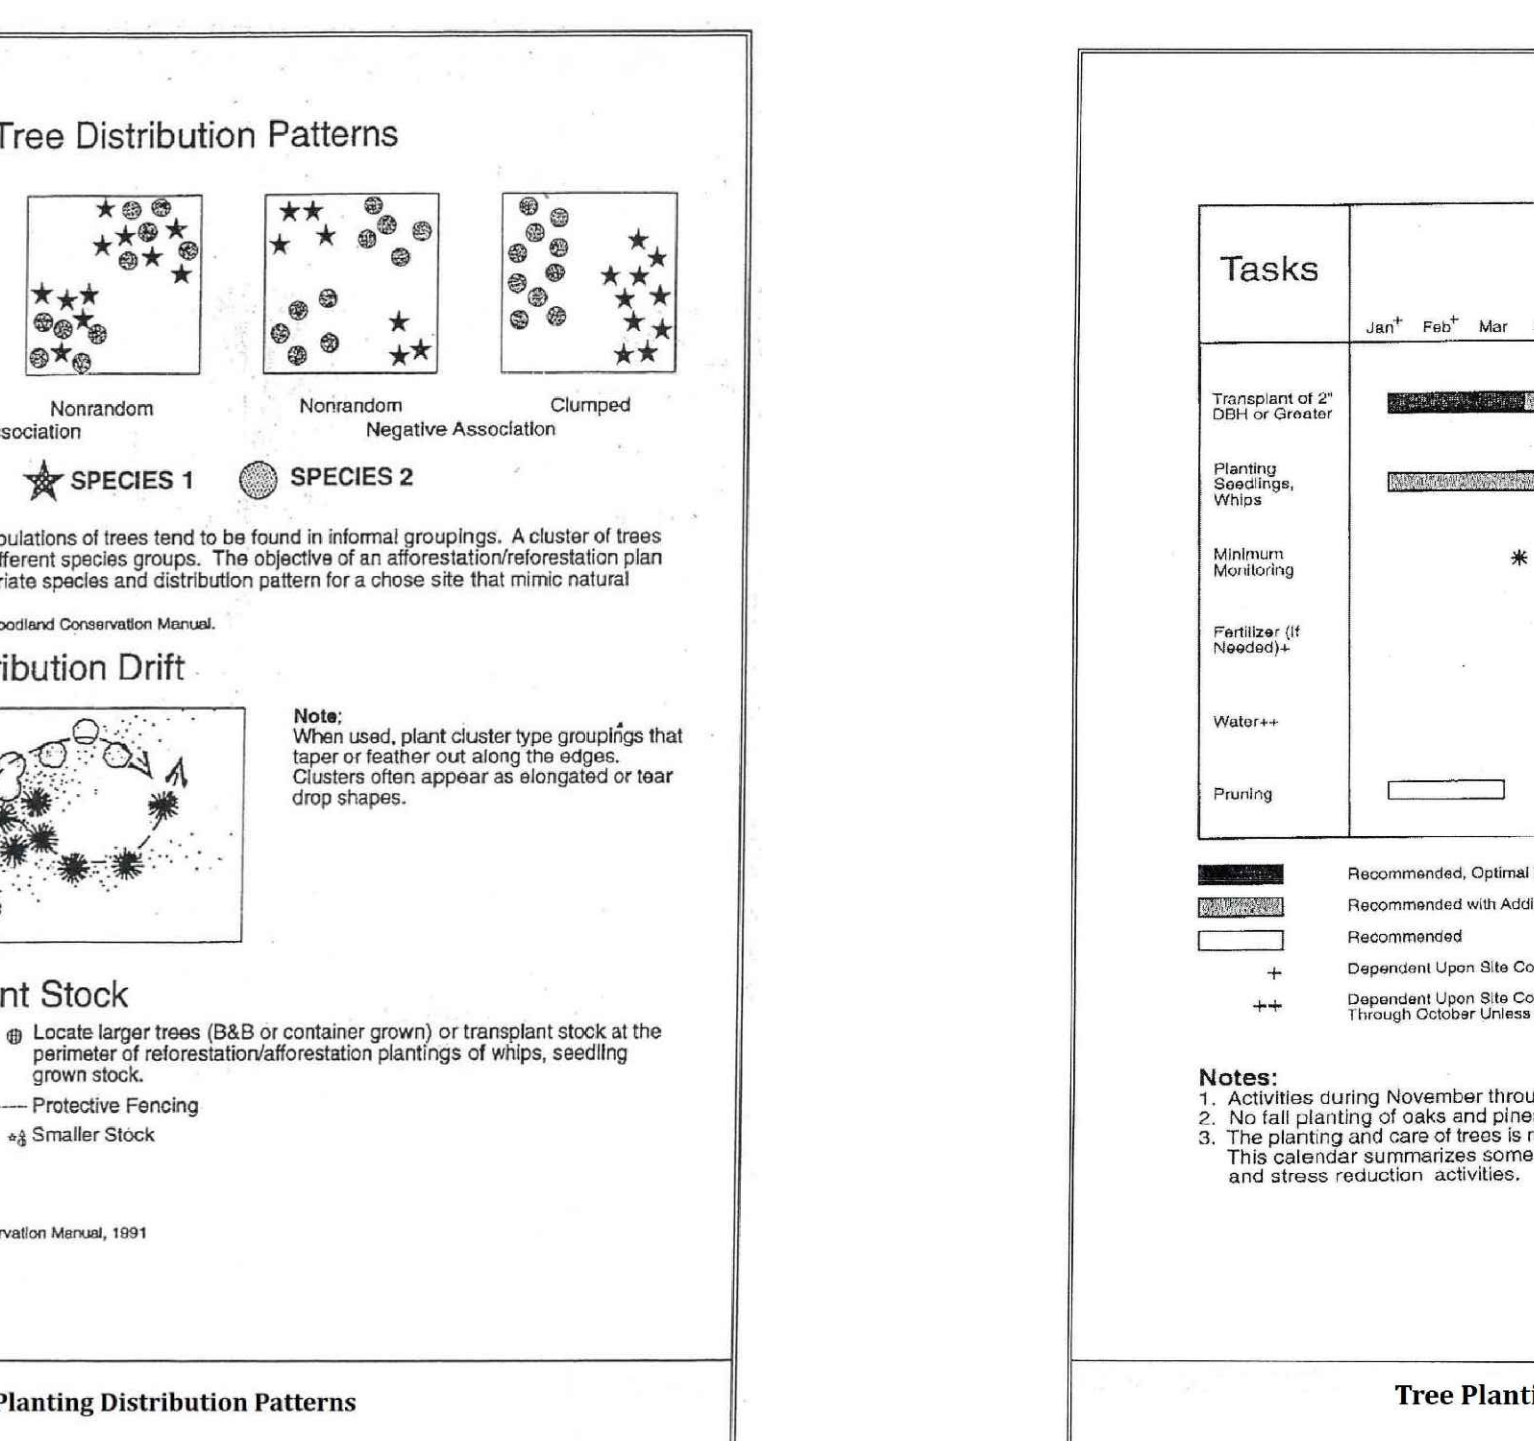 Tree Distribution Patterns
Nonrandom
sociation
Nonrandom
Negative Association
Clumped
SPECIES 1
SPECIES 2
pulations of trees tend to be found in informal groupings. A cluster of trees
fferent species groups. The objective of an afforestation/reforestation plan
riate species and distribution pattern for a chose site that mimic natural
oodland Conservation Manual.
ribution Drift
Note:
When used, plant cluster type groupings that
taper or feather out along the edges.
Clusters often appear as elongated or tear
drop shapes.
nt Stock
Locate larger trees (B&B or container grown) or transplant stock at the
perimeter of reforestation/afforestation plantings of whips, seedling
grown stock.
Protective Fencing
Smaller Stock
rvation Manual, 1991
Planting Distribution Patterns
Tasks
Jan+ Feb+ Mar
Transplant of 2"
DBH or Greater
Planting
Seedlings,
Whips
Minimum
Monitoring
Fertilizer (If
Needed)+
Water++
Pruning
Recommended, Optimal
Recommended with Addi
Recommended
+ Dependent Upon Site Co
++ Dependent Upon Site Co
Through October Unless
Notes:
1. Activities during November throu
2. No fall planting of oaks and pine
3. The planting and care of trees is
This calendar summarizes some
and stress reduction activities.
Tree Planti